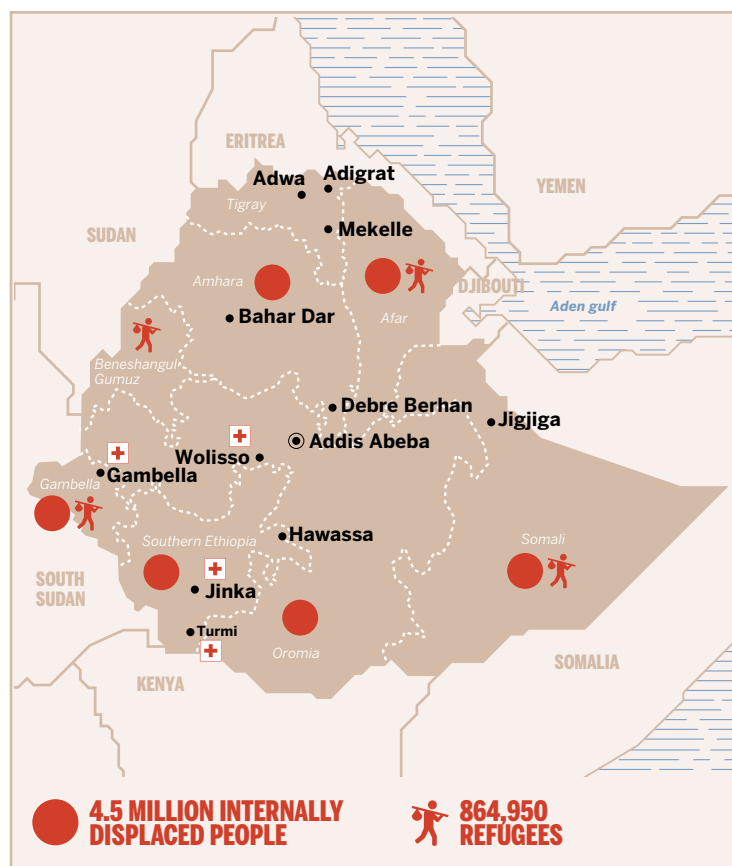 ERITREA
YEMEN
Adwa
Adigrat
Tigray
Mekelle
SUDAN
Amhara
DJIBOUTI
Afar
Aden gulf
Bahar Dar
Beneshangul
Gumuz
Debre Berhan
Jigjiga
Addis Abeba
Wolisso
Gambella
Gambella
Hawassa
Southern Ethiopia
Somali
SOUTH
SUDAN
Jinka
Turmi
Oromia
SOMALIA
KENYA
4.5 MILLION INTERNALLY
DISPLACED PEOPLE
864,950
REFUGEES